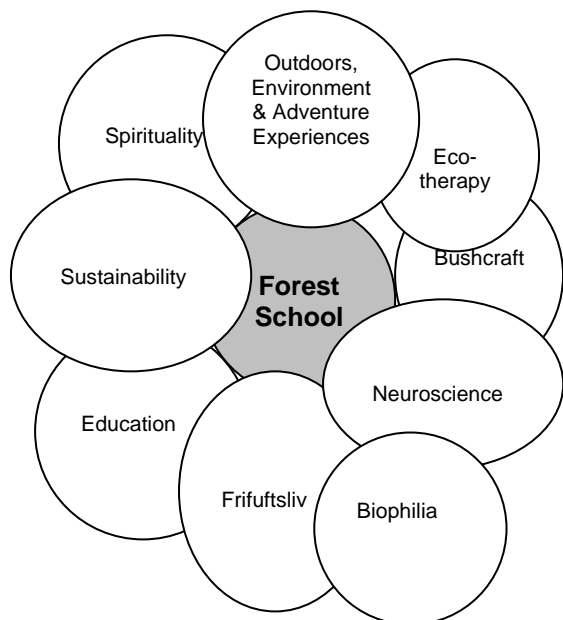 Outdoors,
Environment
& Adventure
Experiences
Spirituality
Eco-
therapy
Bushcraft
Sustainability
Forest
School
Neuroscience
Education
Frifuftsliv
Biophilia